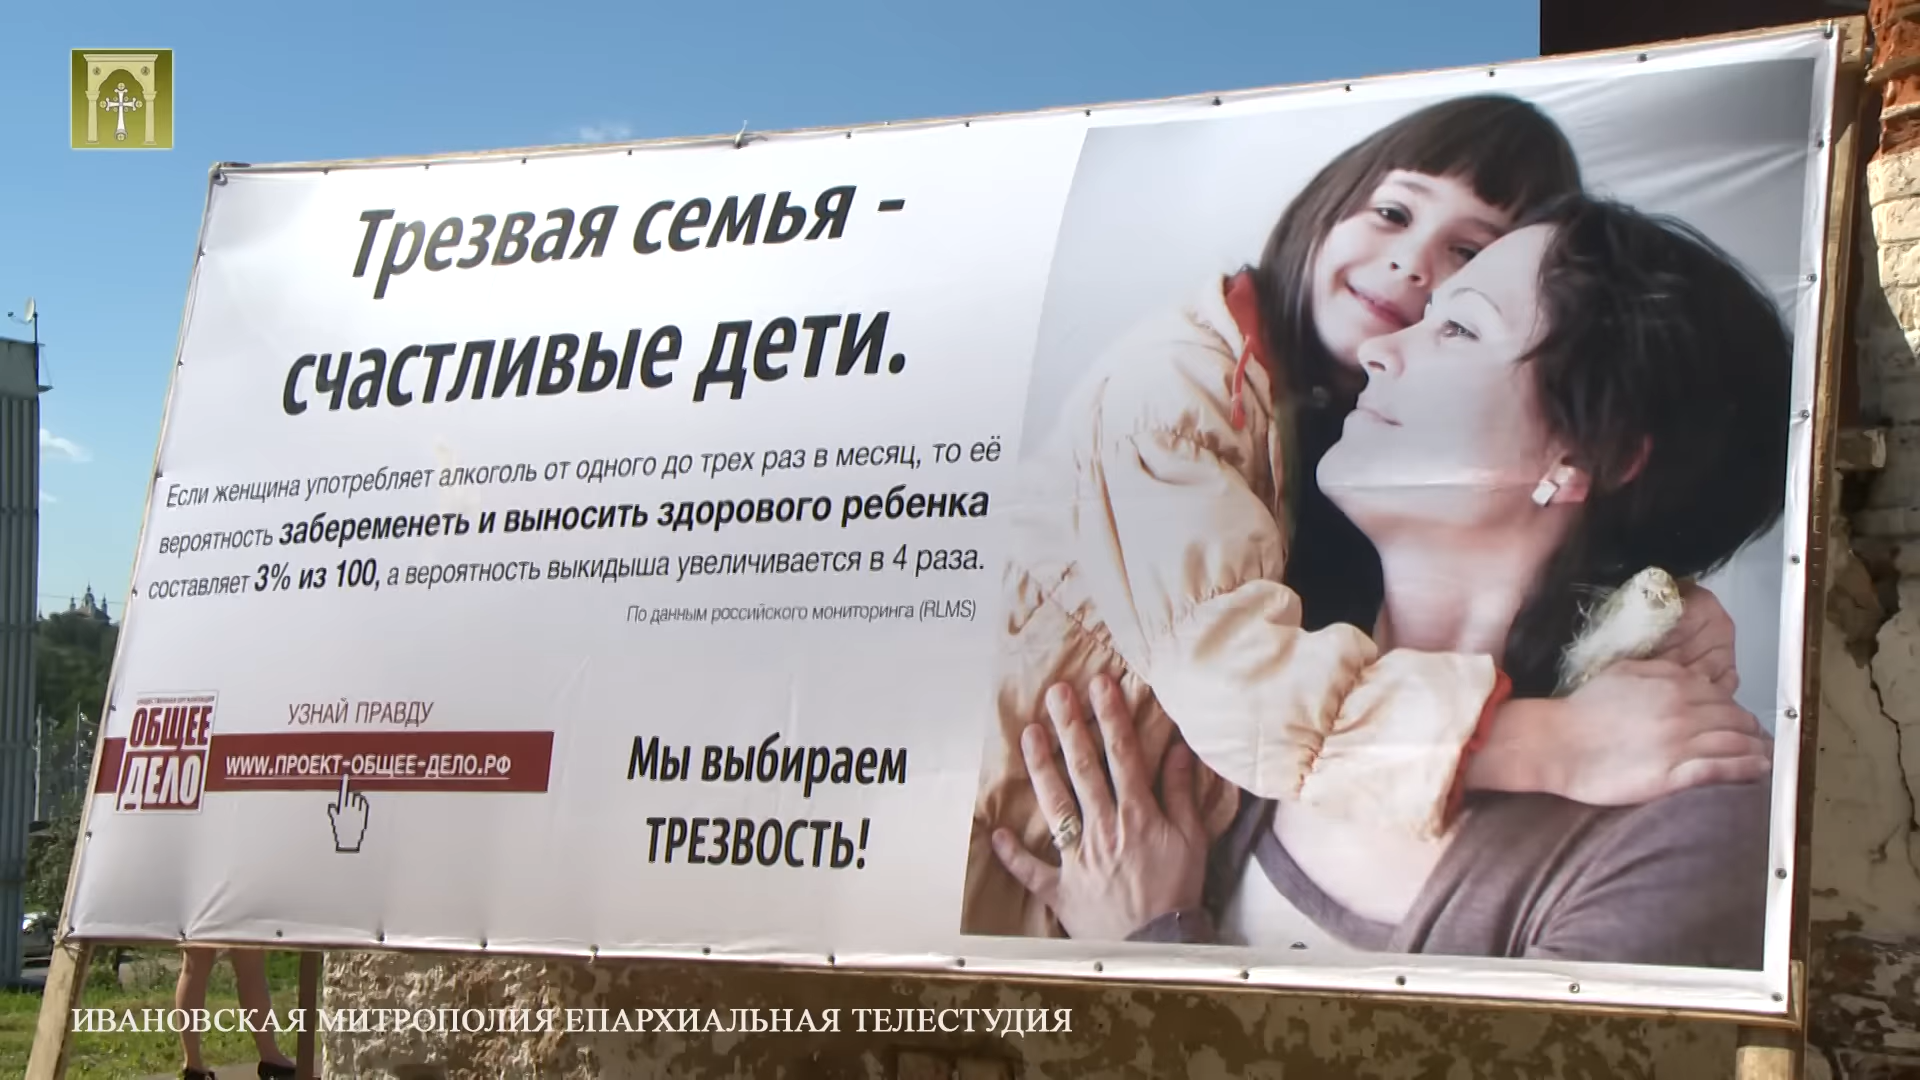 Трезвая семья -
счастливые дети.
Если женщина употребляет алкоголь от одного до трех раз в месяц, то её
вероятность забеременеть и выносить здорового ребенка
составляет 3% из 100, а вероятность выкидыша увеличивается в 4 раза.
По данным российского мониторинга (RLMS)
ОБЩЕСТВЕННАЯ ОРГАНИЗАЦИЯ
ОБЩЕЕ
ДЕЛО
УЗНАЙ ПРАВДУ
WWW.ПРОЕКТ-ОБЩЕЕ-ДЕЛО.РФ
Мы выбираем
ТРЕЗВОСТЬ!
ИВАНОВСКАЯ МИТРОПОЛИЯ ЕПАРХИАЛЬНАЯ ТЕЛЕСТУДИЯ